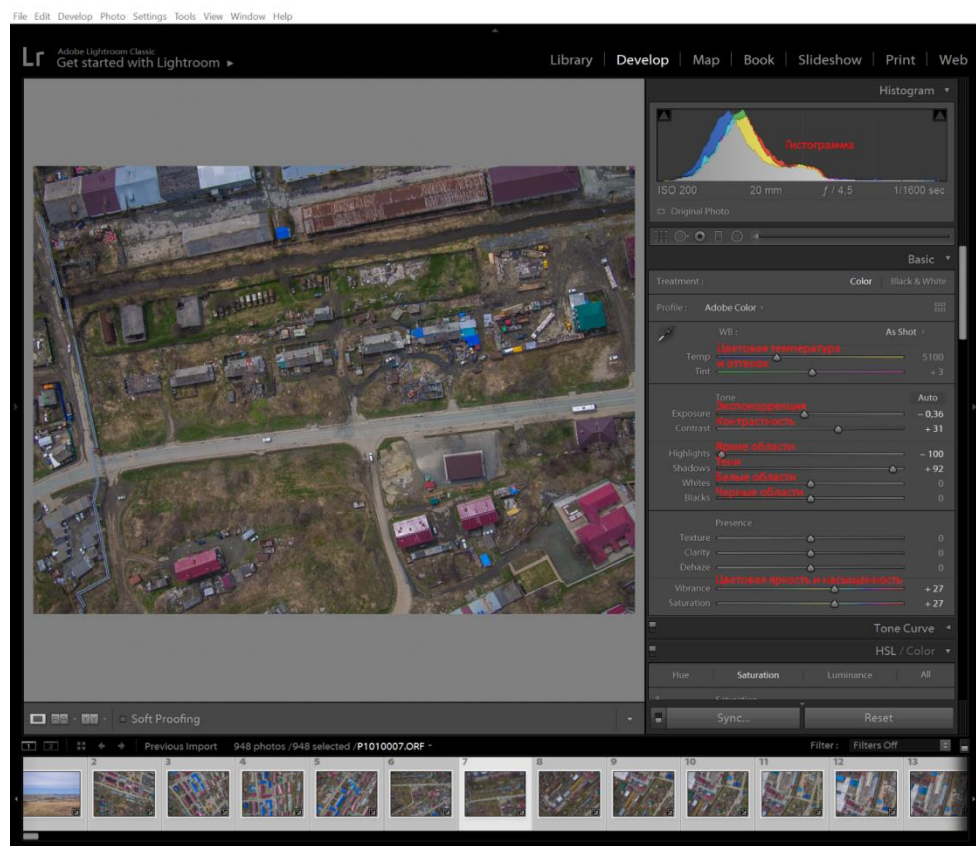 File Edit Develop Photo Settings Tools View Window Help
Lr Adobe Lightroom Classic
Get started with Lightroom ▸
Library | Develop | Map | Book | Slideshow | Print | Web
Histogram
Гистограмма
ISO 200 20 mm ƒ / 4,5 1/1600 sec
Original Photo
Basic
Treatment : Color Black & White
Profile : Adobe Color
WB : As Shot
Цветовая температура
Temp 5100
и оттенок
Tint + 3
Tone Auto
Экспокоррекция
Exposure − 0,36
Контрастность
Contrast + 31
Яркие области
Highlights − 100
Тени
Shadows + 92
Белые области
Whites 0
Черные области
Blacks 0
Presence
Texture 0
Clarity 0
Dehaze 0
Цветовая яркость и насыщенность
Vibrance + 27
Saturation + 27
Tone Curve
HSL / Color
Hue Saturation Luminance All
Saturation
Soft Proofing
Sync... Reset
1 2 Previous Import 948 photos /948 selected /P1010007.ORF Filter : Filters Off
2 3 4 5 6 7 8 9 10 11 12 13